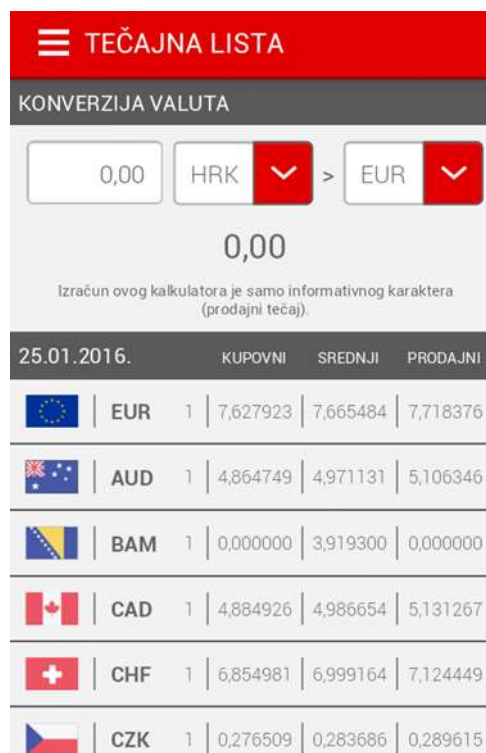 TEČAJNA LISTA
KONVERZIJA VALUTA
0,00 HRK > EUR
0,00
Izračun ovog kalkulatora je samo informativnog karaktera
(prodajni tečaj).
25.01.2016. KUPOVNI SREDNJI PRODAJNI
EUR 1 7,627923 7,665484 7,718376
AUD 1 4,864749 4,971131 5,106346
BAM 1 0,000000 3,919300 0,000000
CAD 1 4,884926 4,986654 5,131267
CHF 1 6,854981 6,999164 7,124449
CZK 1 0,276509 0,283686 0,289615